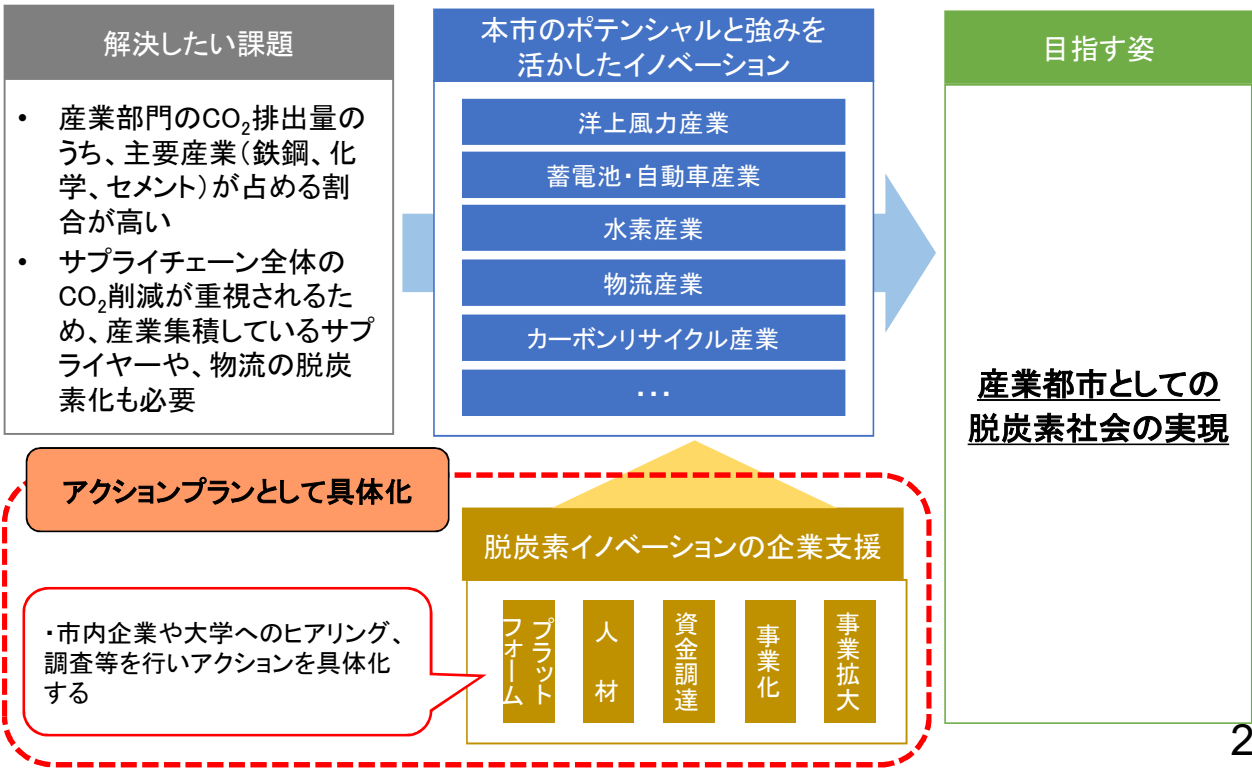 解決したい課題
• 産業部門のCO₂排出量の
うち、主要産業（鉄鋼、化
学、セメント）が占める割
合が高い
• サプライチェーン全体の
CO₂削減が重視されるた
め、産業集積しているサプ
ライヤーや、物流の脱炭
素化も必要
本市のポテンシャルと強みを
活かしたイノベーション
洋上風力産業
蓄電池・自動車産業
水素産業
物流産業
カーボンリサイクル産業
・・・
目指す姿
産業都市としての
脱炭素社会の実現
アクションプランとして具体化
・市内企業や大学へのヒアリング、
調査等を行いアクションを具体化
する
脱炭素イノベーションの企業支援
プラット
フォーム
人材
資金調達
事業化
事業拡大
2